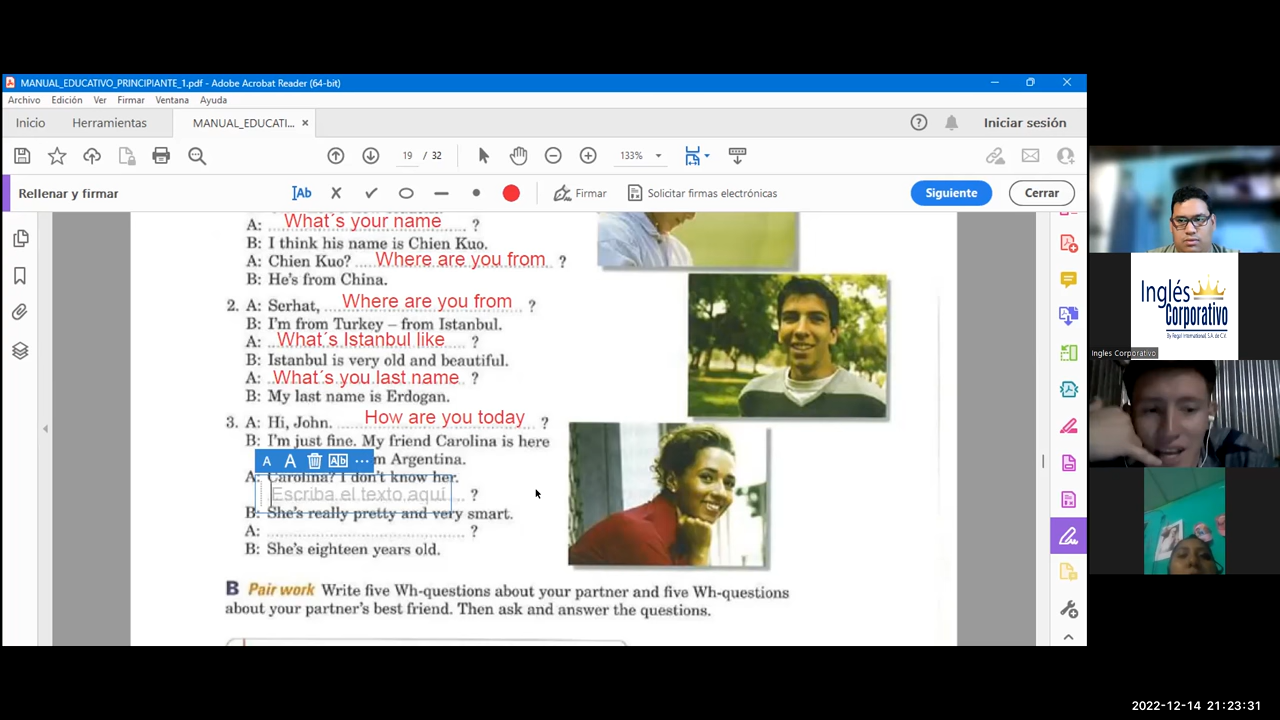 MANUAL_EDUCATIVO_PRINCIPIANTE_1.pdf - Adobe Acrobat Reader (64-bit)
Archivo Edición Ver Firmar Ventana Ayuda
Inicio Herramientas MANUAL_EDUCATI... × Iniciar sesión
19 / 32 133%
Rellenar y firmar Ab Firmar Solicitar firmas electrónicas Siguiente Cerrar
A: What´s your name ?
B: I think his name is Chien Kuo.
A: Chien Kuo? Where are you from ?
B: He's from China.
2. A: Serhat, Where are you from ?
B: I'm from Turkey – from Istanbul.
A: What´s Istanbul like ?
B: Istanbul is very old and beautiful.
A: What´s you last name ?
B: My last name is Erdogan.
3. A: Hi, John. How are you today ?
B: I'm just fine. My friend Carolina is here
m Argentina.
A: Carolina? I don't know her.
Escriba el texto aquí ?
B: She's really pretty and very smart.
A: ?
B: She's eighteen years old.
B Pair work Write five Wh-questions about your partner and five Wh-questions
about your partner's best friend. Then ask and answer the questions.
Inglés
Corporativo
By Regal International, S.A. de C.V.
Ingles Corporativo
2022-12-14 21:23:31